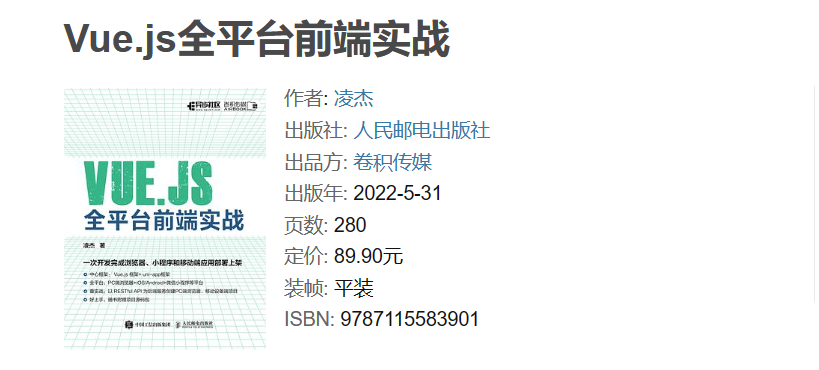 Vue.js全平台前端实战
异步社区
VUE.JS
全平台前端实战
凌杰 著
一次开发完成浏览器、小程序和移动端应用部署上架
作者: 凌杰
出版社: 人民邮电出版社
出品方: 卷积传媒
出版年: 2022-5-31
页数: 280
定价: 89.90元
装帧: 平装
ISBN: 9787115583901